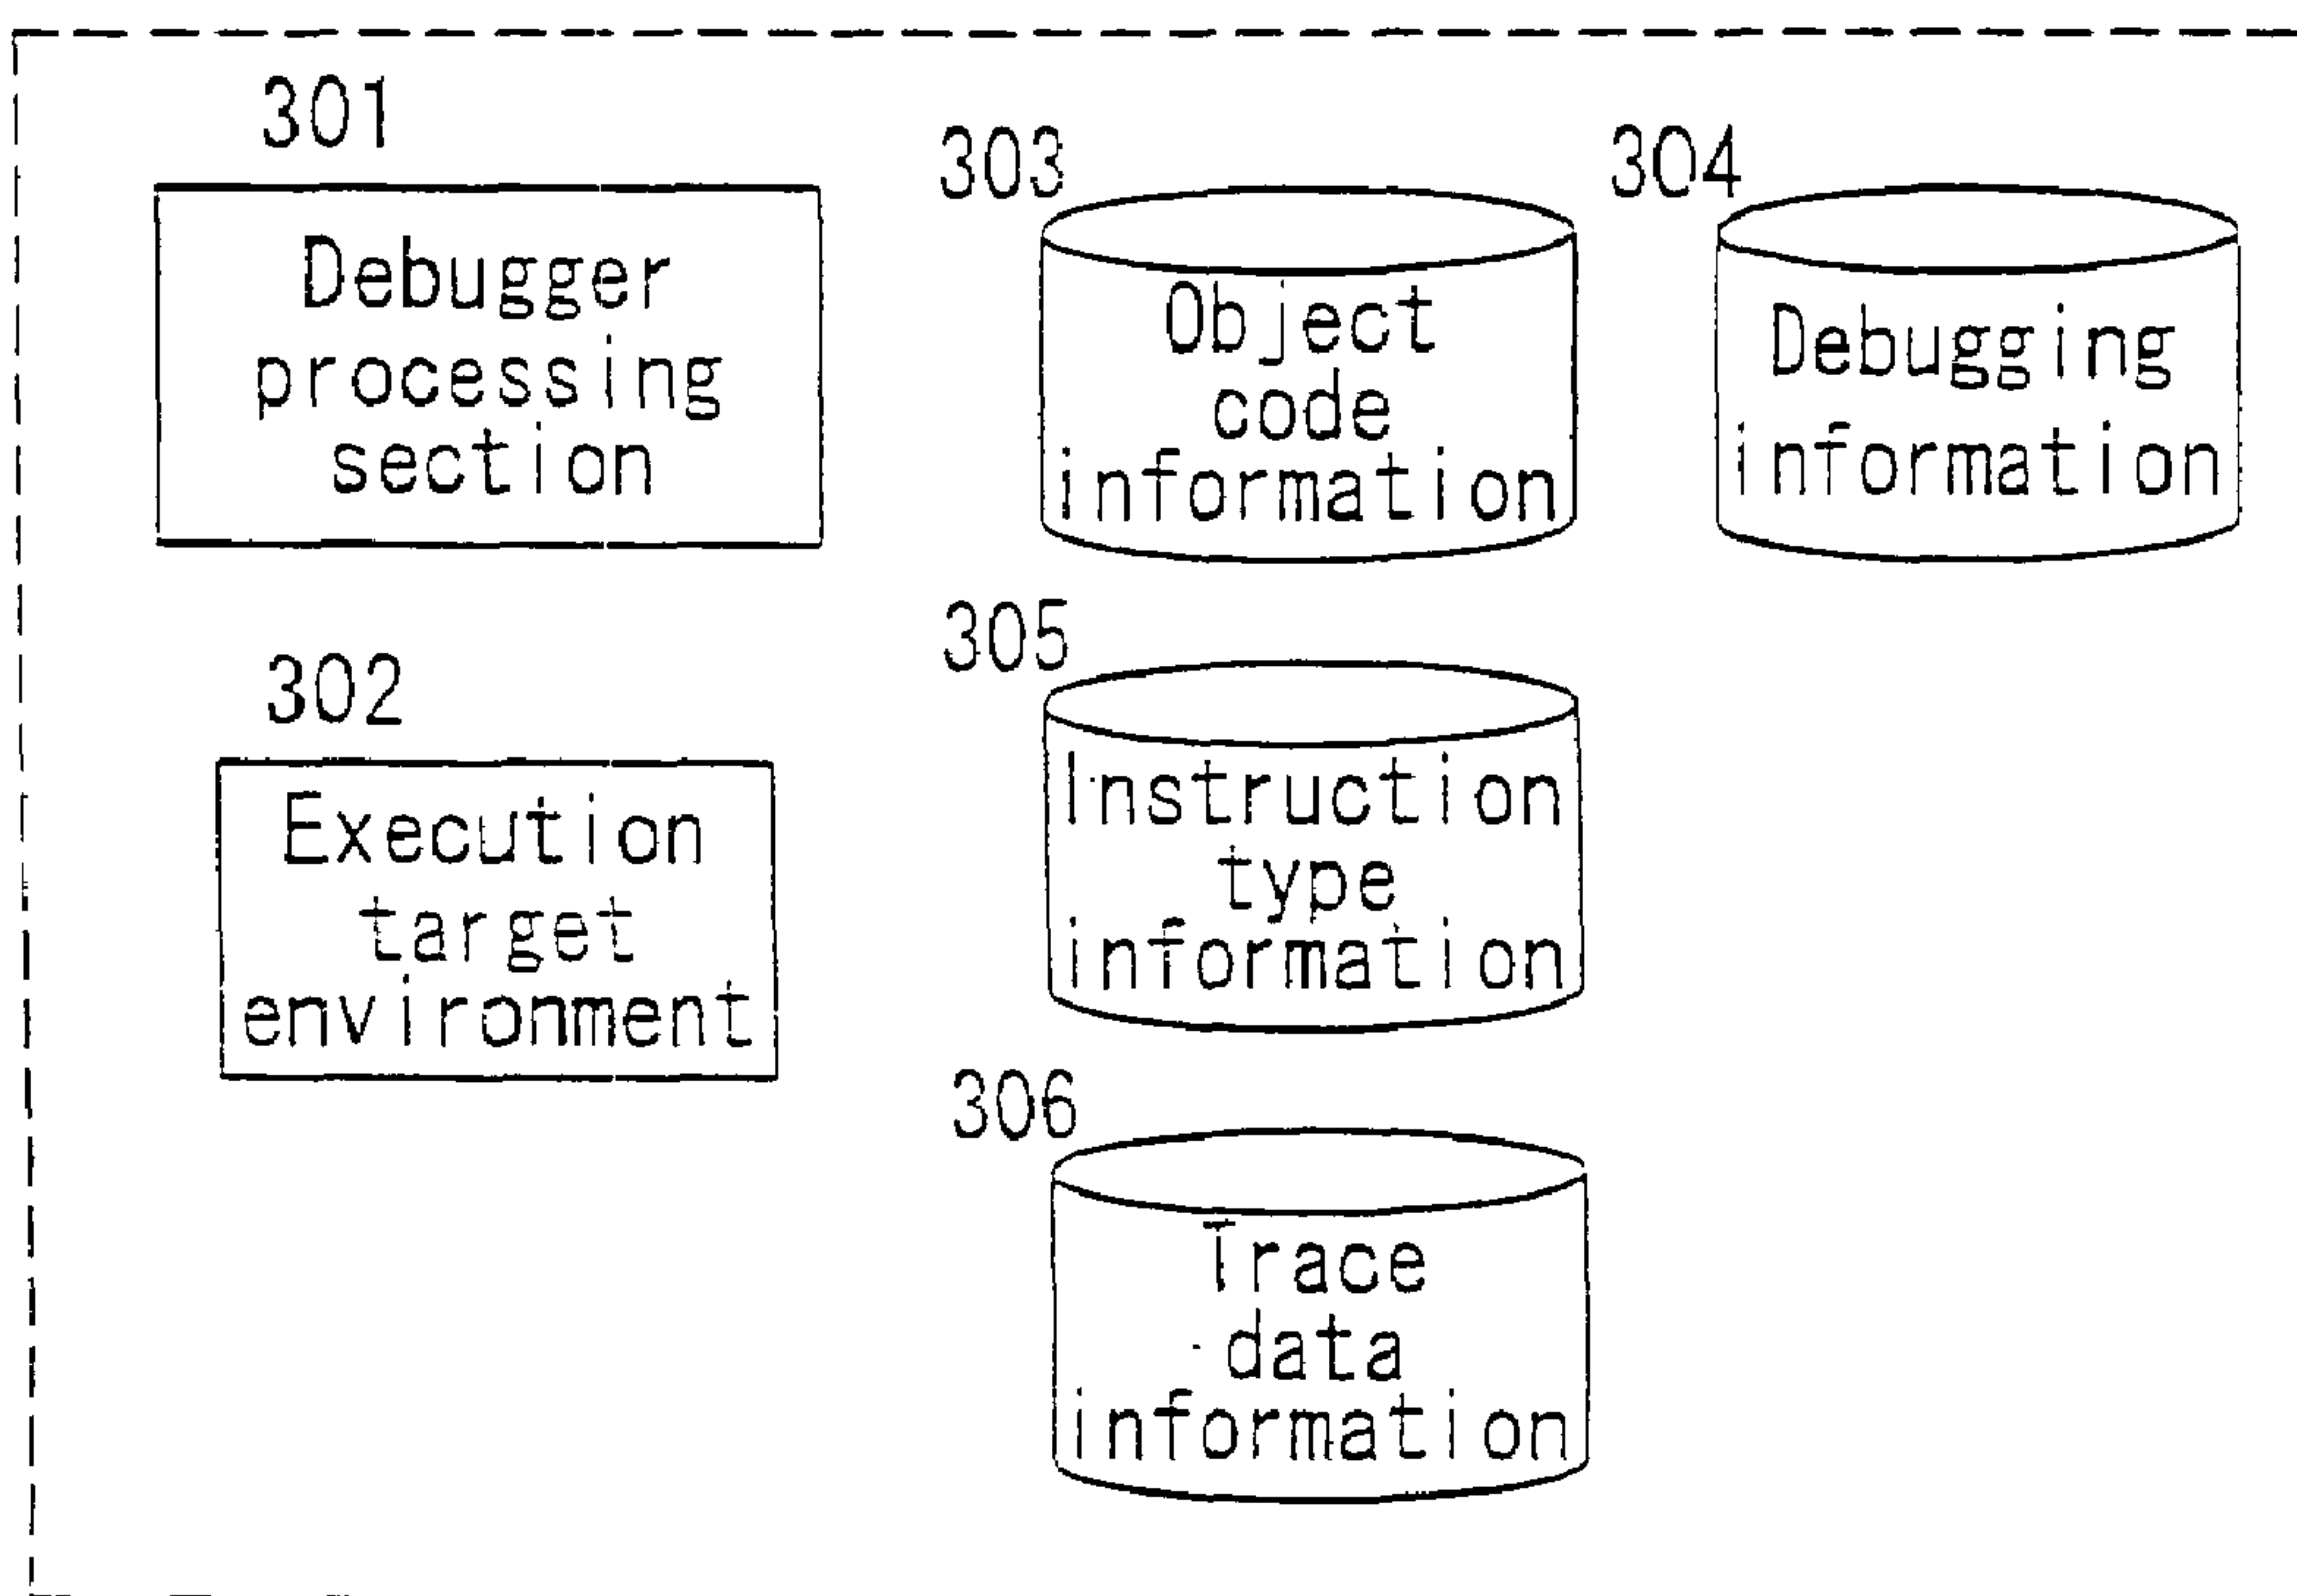 301
Debugger
processing
section
303
Object
code
information
304
Debugging
information
302
Execution
target
environment
305
Instruction
type
information
306
Trace
data
information